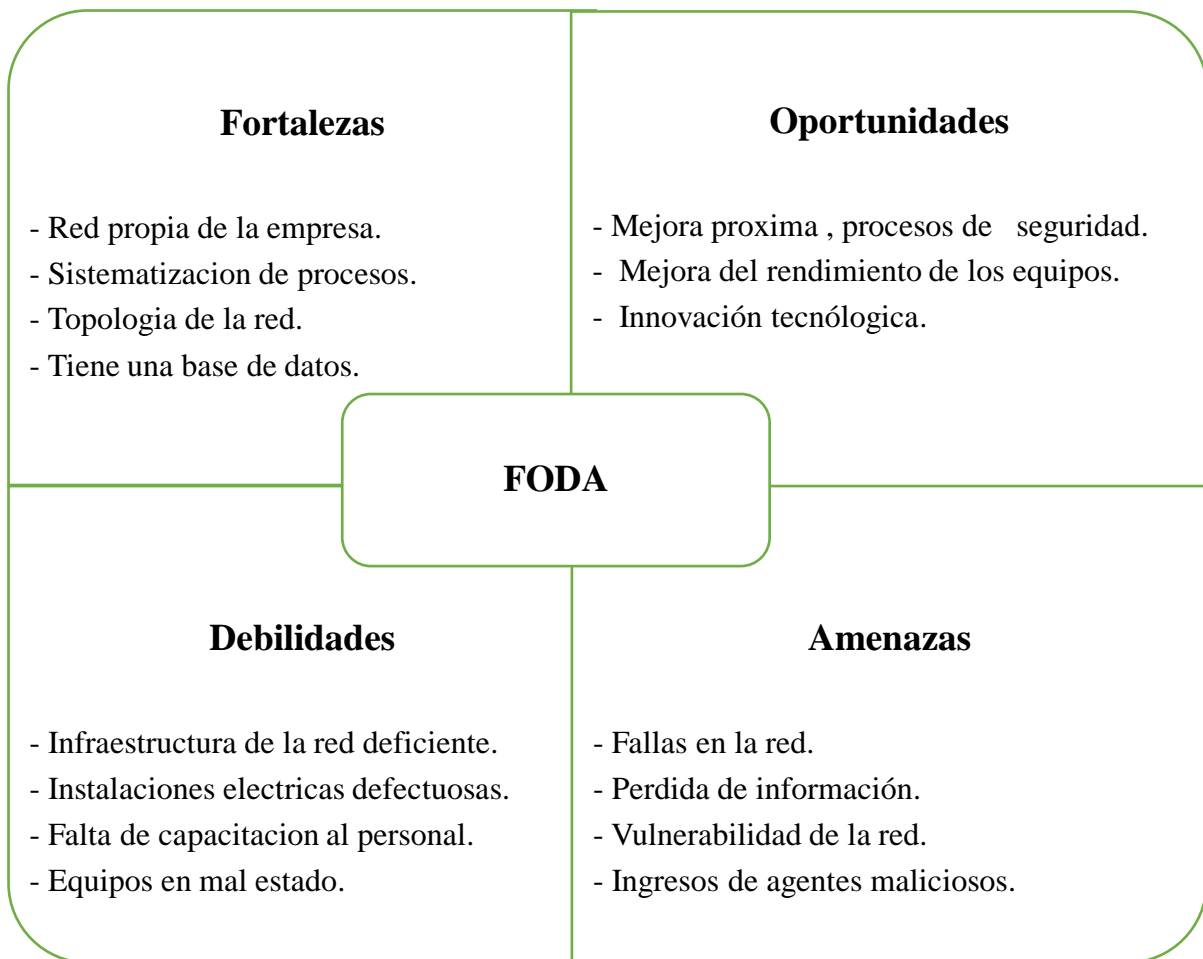 Fortalezas
- Red propia de la empresa.
- Sistematizacion de procesos.
- Topologia de la red.
- Tiene una base de datos.
Oportunidades
- Mejora proxima , procesos de seguridad.
- Mejora del rendimiento de los equipos.
- Innovación tecnólogica.
FODA
Debilidades
- Infraestructura de la red deficiente.
- Instalaciones electricas defectuosas.
- Falta de capacitacion al personal.
- Equipos en mal estado.
Amenazas
- Fallas en la red.
- Perdida de información.
- Vulnerabilidad de la red.
- Ingresos de agentes maliciosos.